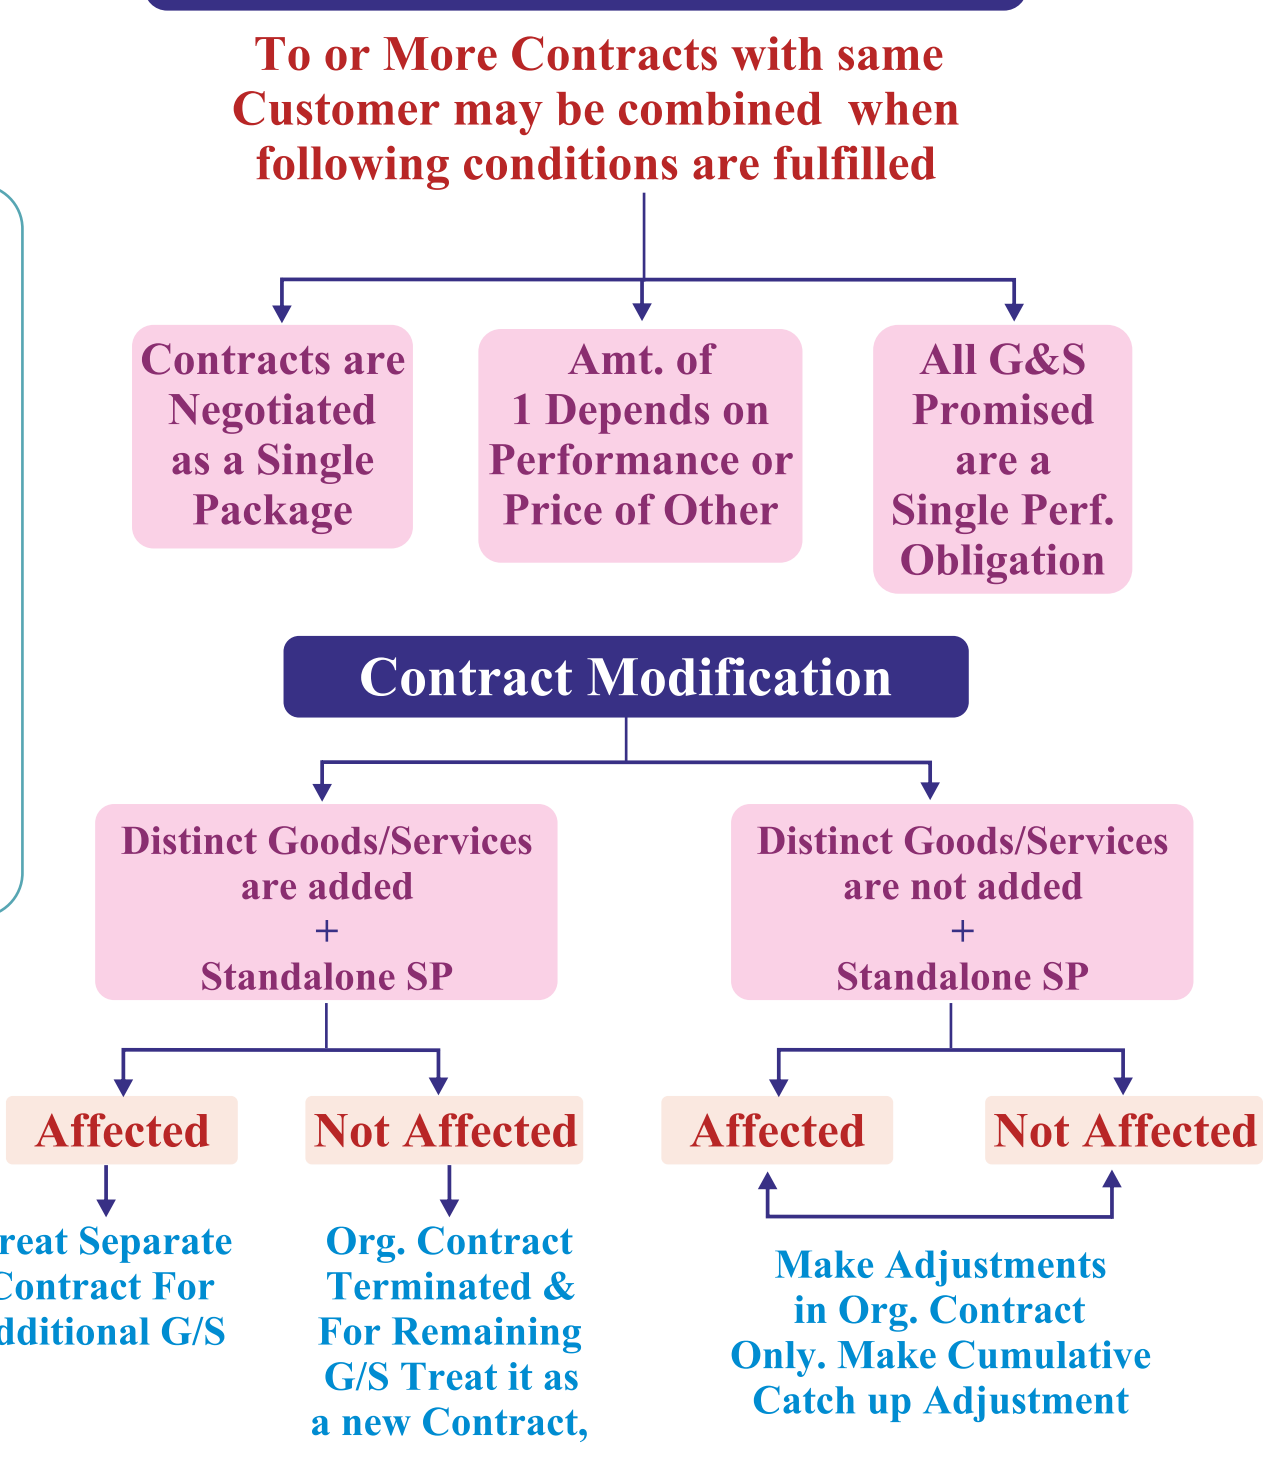 To or More Contracts with same
Customer may be combined when
following conditions are fulfilled
Contracts are
Negotiated
as a Single
Package
Amt. of
1 Depends on
Performance or
Price of Other
All G&S
Promised
are a
Single Perf.
Obligation
Contract Modification
Distinct Goods/Services
are added
+
Standalone SP
Distinct Goods/Services
are not added
+
Standalone SP
Affected
Not Affected
Affected
Not Affected
reat Separate
Contract For
dditional G/S
Org. Contract
Terminated &
For Remaining
G/S Treat it as
a new Contract,
Make Adjustments
in Org. Contract
Only. Make Cumulative
Catch up Adjustment